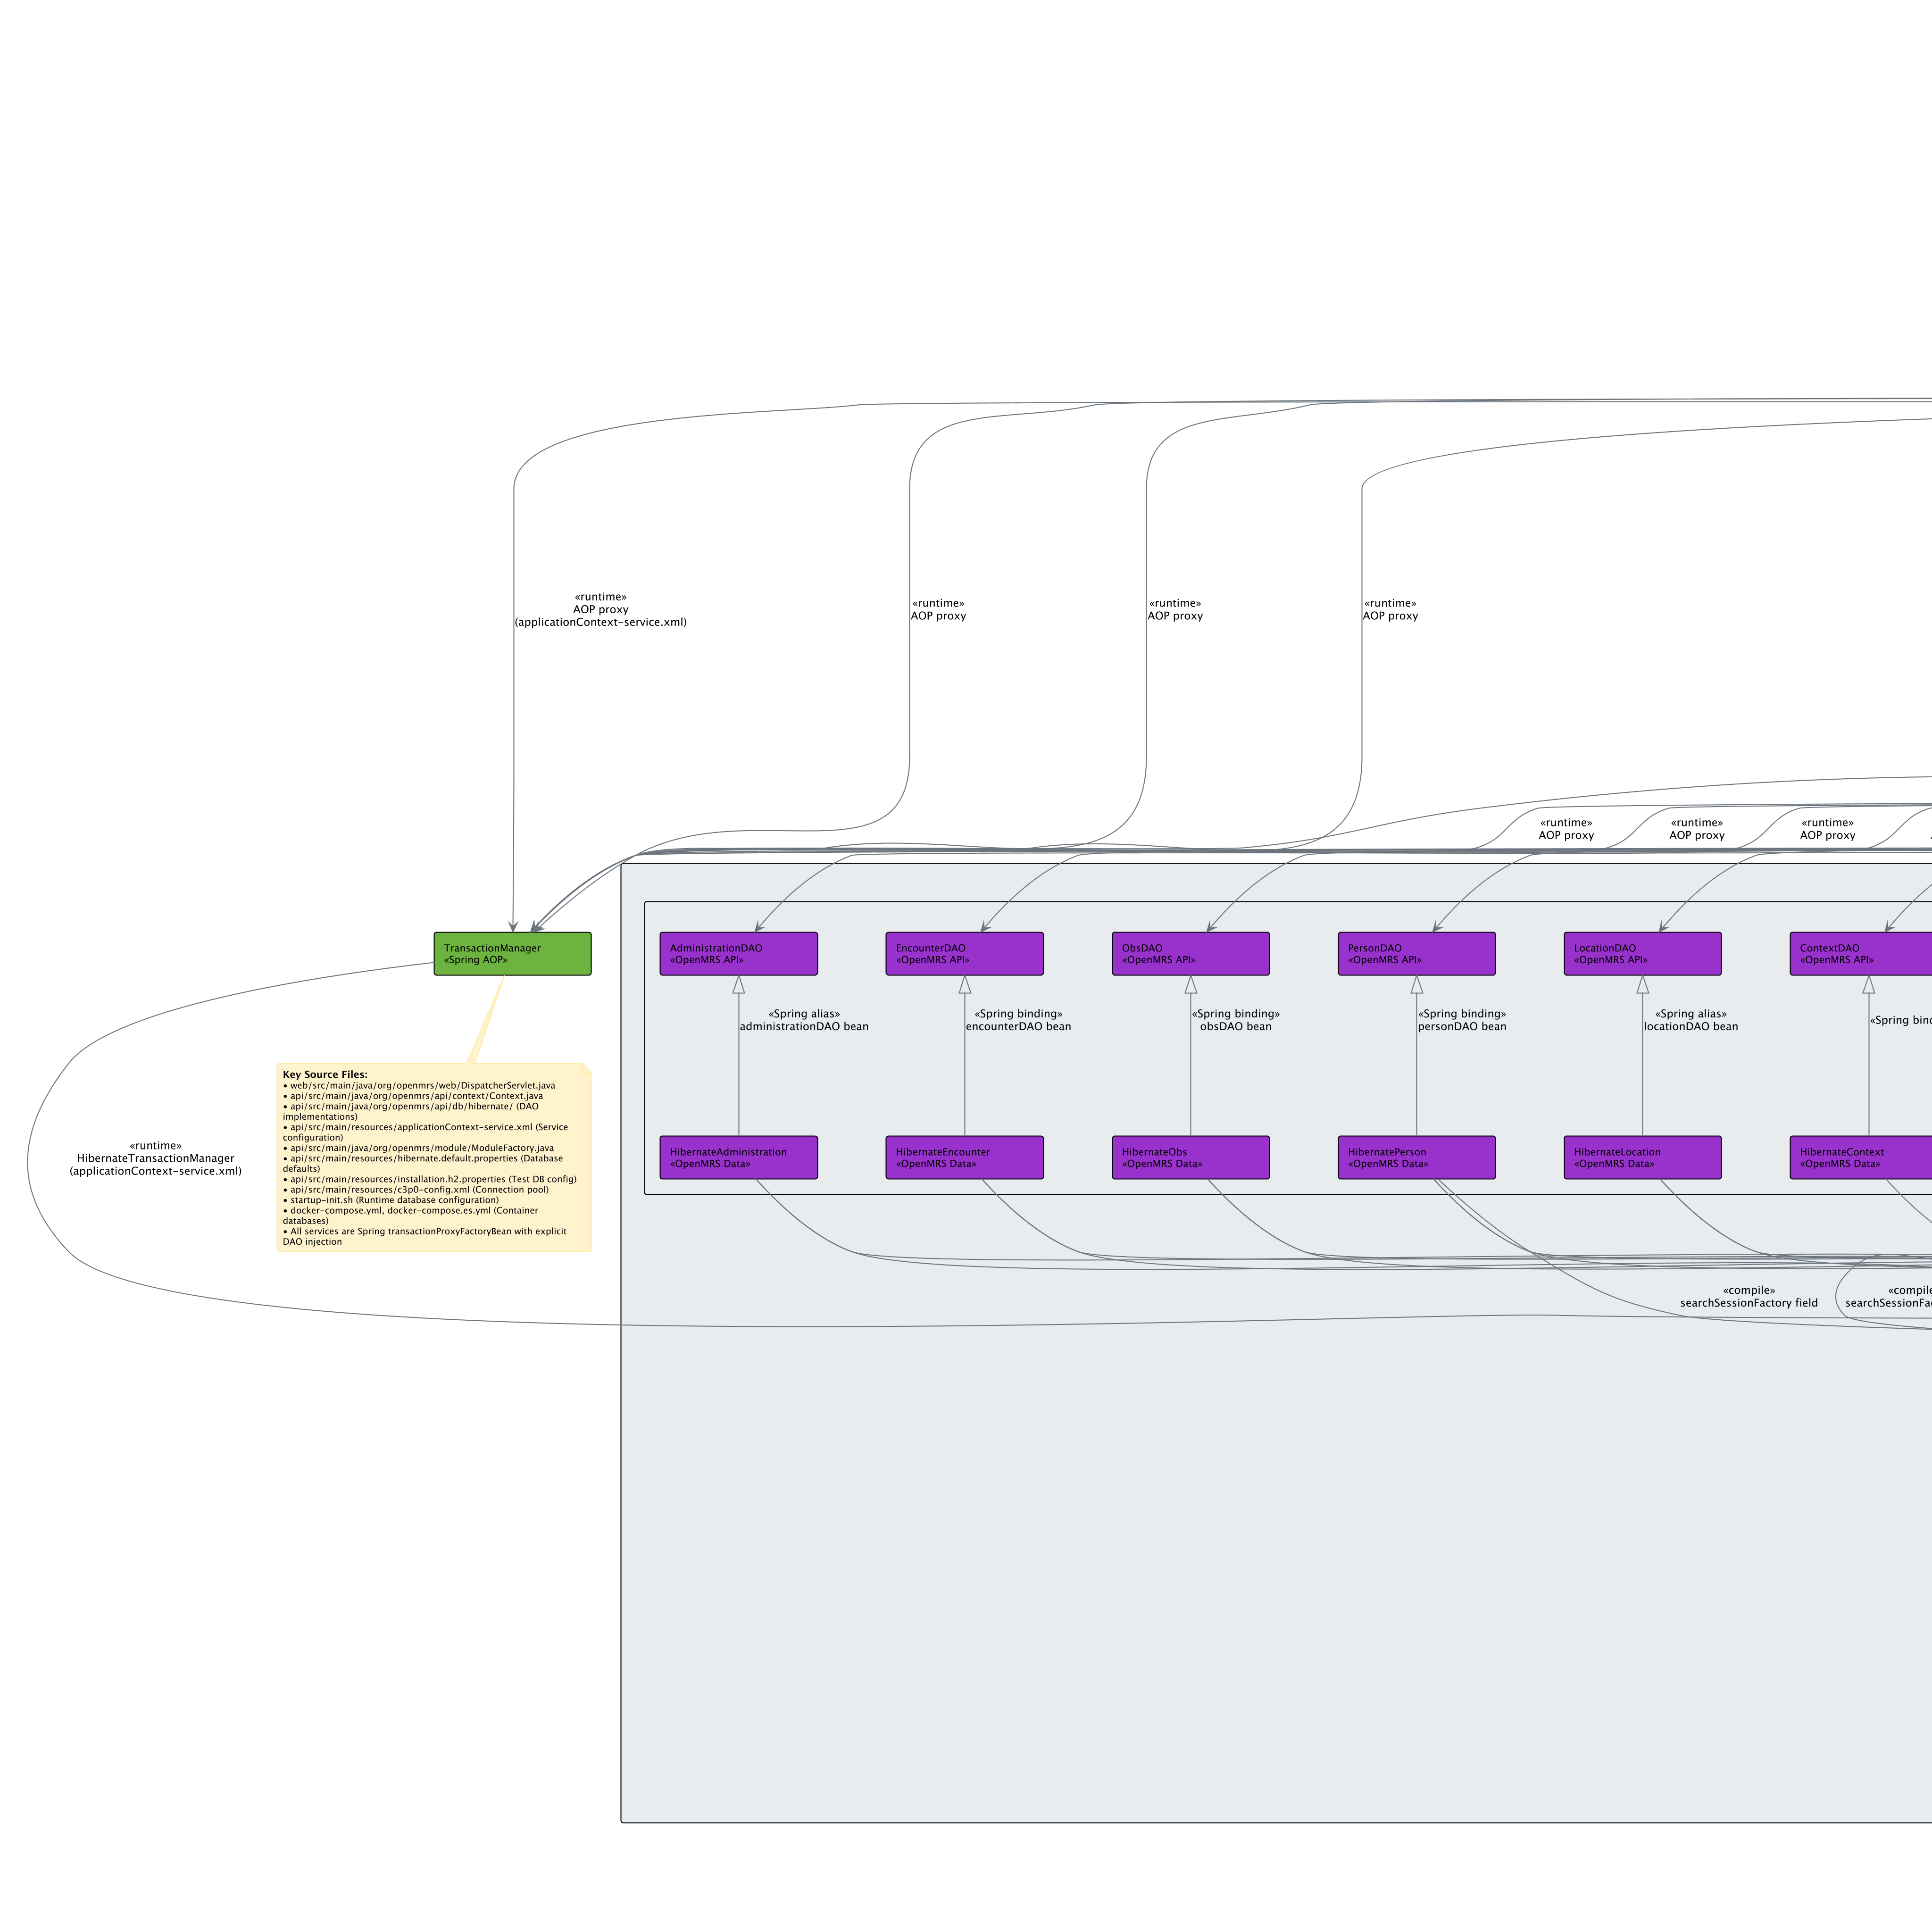 «runtime»
AOP proxy
(applicationContext-service.xml)
«runtime»
AOP proxy
«runtime»
AOP proxy
«runtime»
AOP proxy
«runtime»
AOP proxy
«runtime»
AOP proxy
«runtime»
AOP proxy
TransactionManager
«Spring AOP»
AdministrationDAO
«OpenMRS API»
EncounterDAO
«OpenMRS API»
ObsDAO
«OpenMRS API»
PersonDAO
«OpenMRS API»
LocationDAO
«OpenMRS API»
ContextDAO
«OpenMRS API»
«Spring alias»
administrationDAO bean
«Spring binding»
encounterDAO bean
«Spring binding»
obsDAO bean
«Spring binding»
personDAO bean
«Spring alias»
locationDAO bean
«Spring bind
Key Source Files:
• web/src/main/java/org/openmrs/web/DispatcherServlet.java
• api/src/main/java/org/openmrs/api/context/Context.java
• api/src/main/java/org/openmrs/api/db/hibernate/ (DAO
implementations)
• api/src/main/resources/applicationContext-service.xml (Service
configuration)
• api/src/main/java/org/openmrs/module/ModuleFactory.java
• api/src/main/resources/hibernate.default.properties (Database
defaults)
• api/src/main/resources/installation.h2.properties (Test DB config)
• api/src/main/resources/c3p0-config.xml (Connection pool)
• startup-init.sh (Runtime database configuration)
• docker-compose.yml, docker-compose.es.yml (Container
databases)
• All services are Spring transactionProxyFactoryBean with explicit
DAO injection
«runtime»
HibernateTransactionManager
(applicationContext-service.xml)
HibernateAdministration
«OpenMRS Data»
HibernateEncounter
«OpenMRS Data»
HibernateObs
«OpenMRS Data»
HibernatePerson
«OpenMRS Data»
HibernateLocation
«OpenMRS Data»
HibernateContext
«OpenMRS Data»
«compile»
searchSessionFactory field
«compile
searchSessionFac